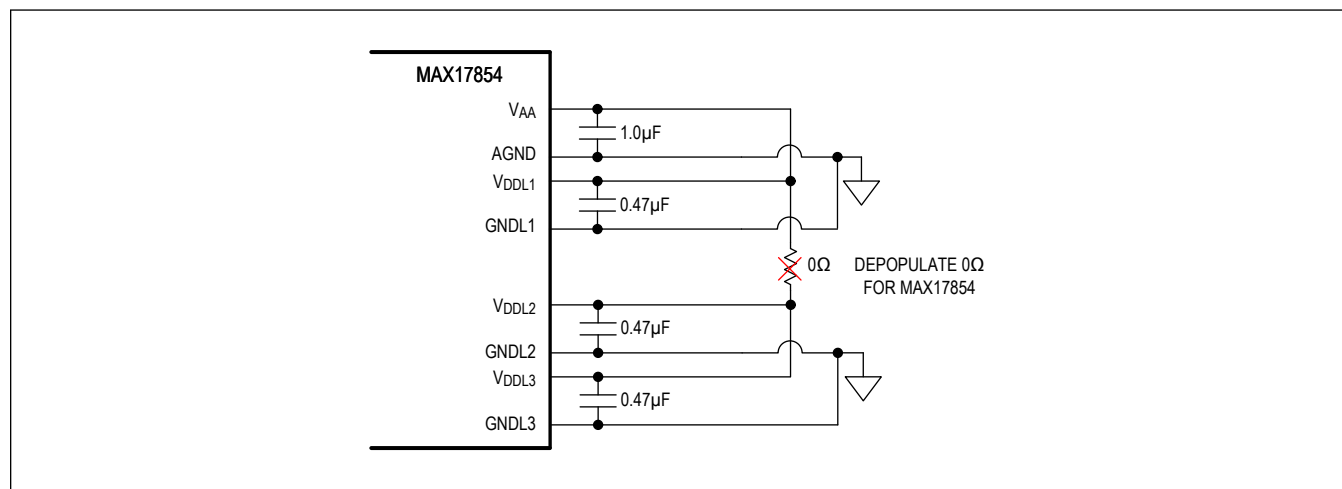 MAX17854
VAA
1.0µF
AGND
VDDL1
0.47µF
GNDL1
0Ω DEPOPULATE 0Ω
FOR MAX17854
VDDL2
0.47µF
GNDL2
VDDL3
0.47µF
GNDL3